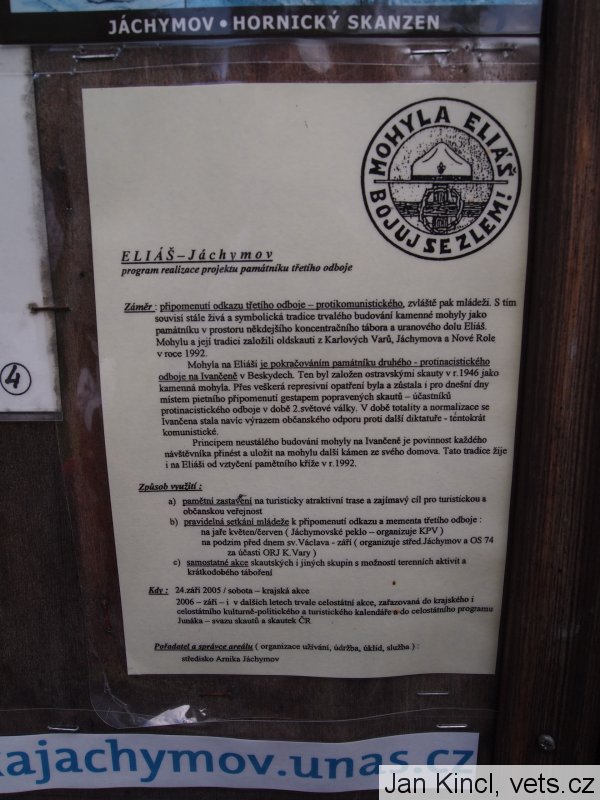 JÁCHYMOV • HORNICKÝ SKANZEN
MOHYLA ELIÁŠ
BOJUJ SE ZLEM!
ELIÁŠ – Jáchymov
program realizace projektu památníku třetího odboje
Záměr : připomenutí odkazu třetího odboje – protikomunistického, zvláště pak mládeži. S tím
souvisí stále živá a symbolická tradice trvalého budování kamenné mohyly jako
památníku v prostoru někdejšího koncentračního tábora a uranového dolu Eliáš.
Mohylu a její tradici založili oldskauti z Karlových Varů, Jáchymova a Nové Role
v roce 1992.
Mohyla na Eliáši je pokračováním památníku druhého - protinacistického
odboje na Ivančeně v Beskydech. Ten byl založen ostravskými skauty v r.1946 jako
kamenná mohyla. Přes veškerá represivní opatření byla a zůstala i pro dnešní dny
místem pietního připomenutí gestapem popravených skautů – účastníků
protinacistického odboje v době 2.světové války. V době totality a normalizace se
Ivančena stala navíc výrazem občanského odporu proti další diktatuře - tentokrát
komunistické.
Principem neustálého budování mohyly na Ivančeně je povinnost každého
návštěvníka přinést a uložit na mohylu další kámen ze svého domova. Tato tradice žije
i na Eliáši od vztyčení pamětního kříže v r.1992.
Způsob využití :
a) pamětní zastavení na turisticky atraktivní trase a zajímavý cíl pro turistickou a
občanskou veřejnost
b) pravidelná setkání mládeže k připomenutí odkazu a mementa třetího odboje :
na jaře květen/červen ( Jáchymovské peklo – organizuje KPV )
na podzim před dnem sv.Václava - září ( organizuje střed.Jáchymov a OS 74
za účasti ORJ K.Vary )
c) samostatné akce skautských i jiných skupin s možností terenních aktivit a
krátkodobého táboření
Kdy : 24.září 2005 / sobota – krajská akce
2006 – září – i v dalších letech trvale celostátní akce, zařazovaná do krajského i
celostátního kulturně-politického a turistického kalendáře a do celostátního programu
Junáka – svazu skautů a skautek ČR
Pořadatel a správce areálu ( organizace užívání, údržba, úklid, služba ) :
středisko Arnika Jáchymov
4
kajachymov.unas.cz
Jan Kincl, vets.cz